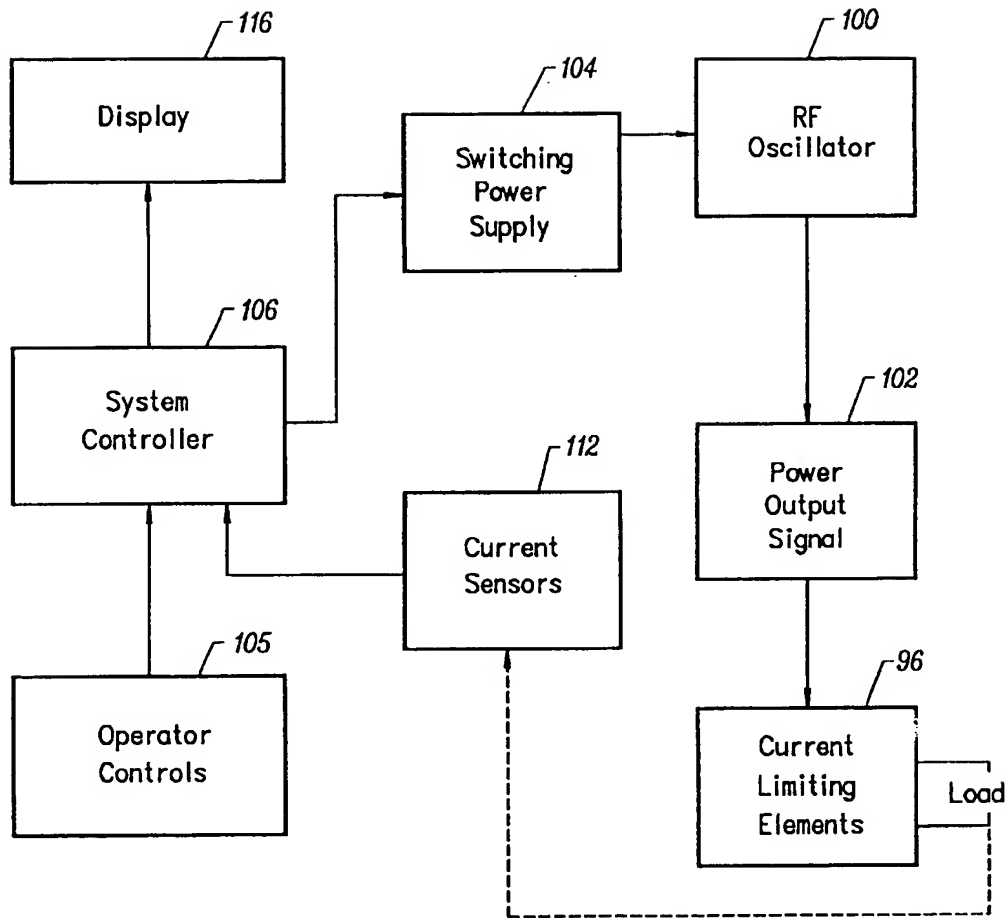 116
Display
104
Switching
Power
Supply
100
RF
Oscillator
106
System
Controller
112
Current
Sensors
102
Power
Output
Signal
105
Operator
Controls
96
Current
Limiting
Elements
Load